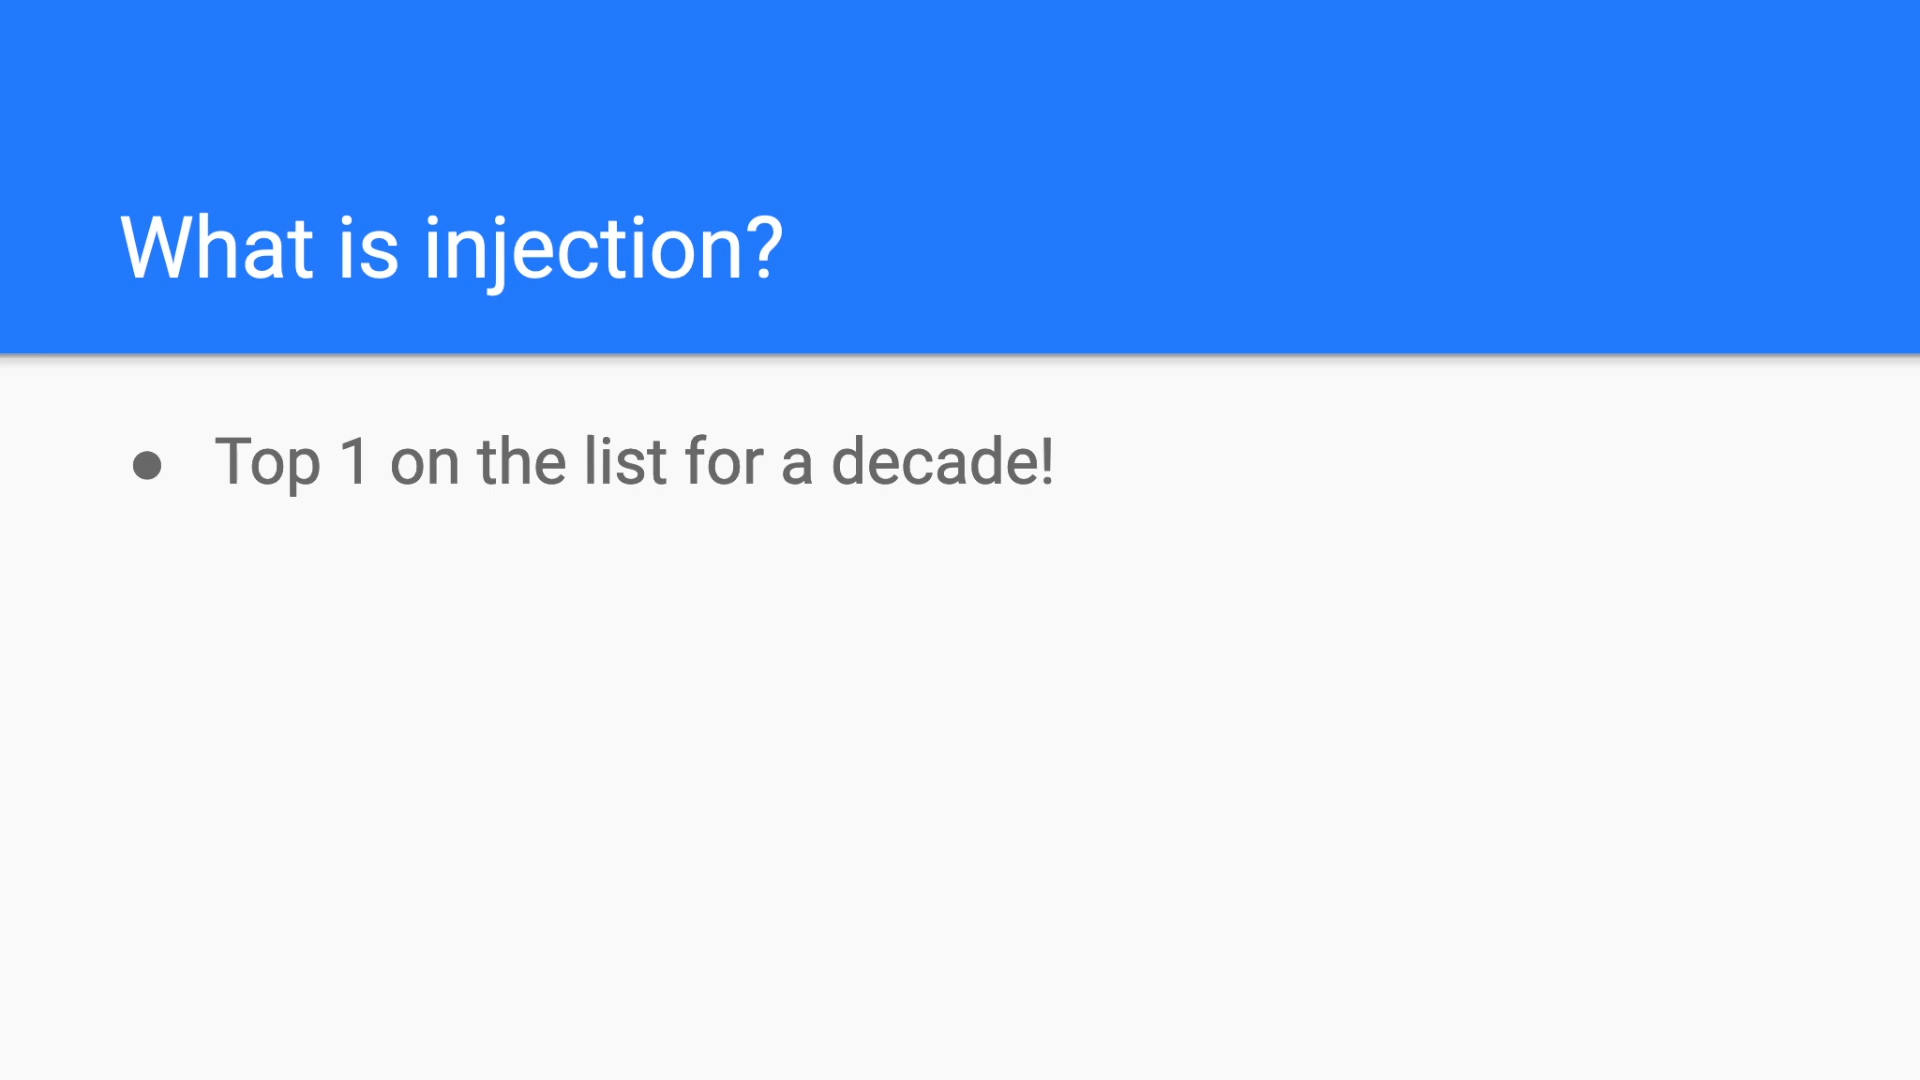 What is injection?
● Top 1 on the list for a decade!